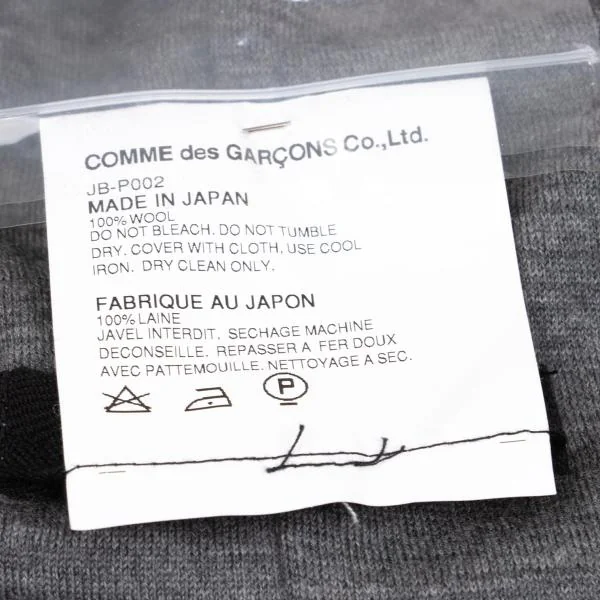 COMME des GARÇONS Co.,Ltd.
JB-P002
MADE IN JAPAN
100% WOOL
DO NOT BLEACH. DO NOT TUMBLE
DRY. COVER WITH CLOTH, USE COOL
IRON. DRY CLEAN ONLY.
FABRIQUE AU JAPON
100% LAINE
JAVEL INTERDIT. SECHAGE MACHINE
DECONSEILLE. REPASSER A FER DOUX
AVEC PATTEMOUILLE. NETTOYAGE A SEC.
P